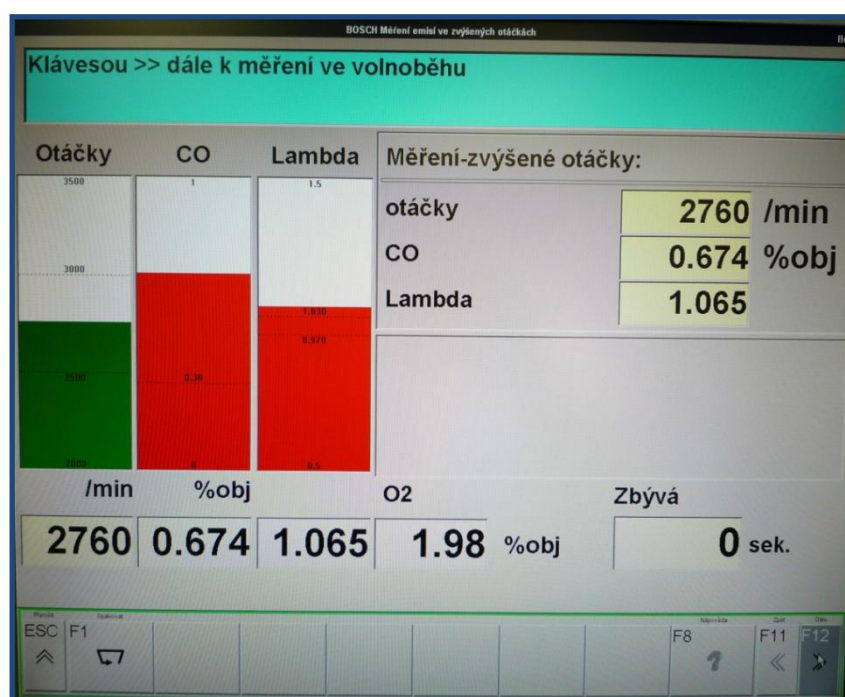 BOSCH Měření emisí ve zvýšených otáčkách
Klávesou >> dále k měření ve volnoběhu
Otáčky CO Lambda
Měření-zvýšené otáčky:
3500 1 1.5
otáčky 2760 /min
CO 0.674 %obj
3000
Lambda 1.065
1.030
0.970
2500 0.30
2000 0 0.5
/min %obj O2 Zbývá
2760 0.674 1.065 1.98 %obj 0 sek.
Nápověda Zpět Dále
ESC F1 F8 F11 F12
?